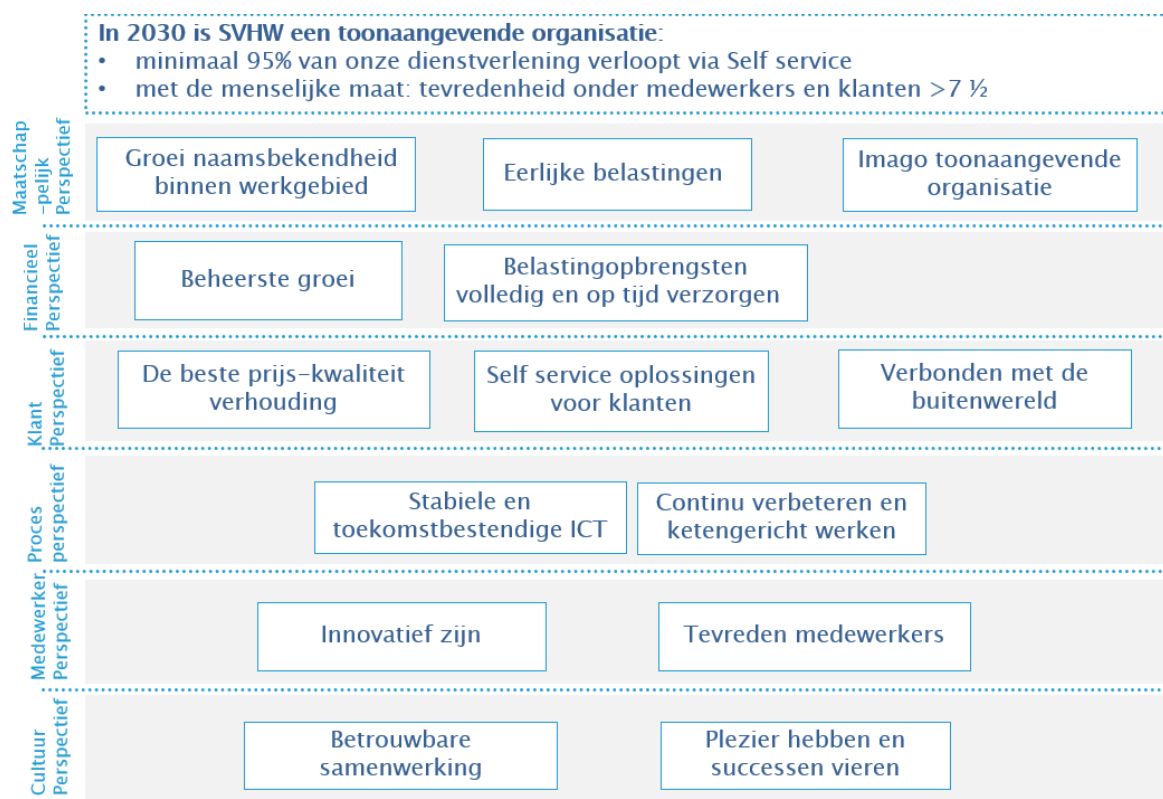 In 2030 is SVHW een toonaangevende organisatie:
• minimaal 95% van onze dienstverlening verloopt via Self service
• met de menselijke maat: tevredenheid onder medewerkers en klanten >7 ½
Maatschap
-pelijk
Perspectief
Groei naamsbekendheid
binnen werkgebied
Eerlijke belastingen
Imago toonaangevende
organisatie
Financieel
Perspectief
Beheerste groei
Belastingopbrengsten
volledig en op tijd verzorgen
Klant
Perspectief
De beste prijs-kwaliteit
verhouding
Self service oplossingen
voor klanten
Verbonden met de
buitenwereld
Proces
perspectief
Stabiele en
toekomstbestendige ICT
Continu verbeteren en
ketengericht werken
Medewerker
Perspectief
Innovatief zijn
Tevreden medewerkers
Cultuur
Perspectief
Betrouwbare
samenwerking
Plezier hebben en
successen vieren